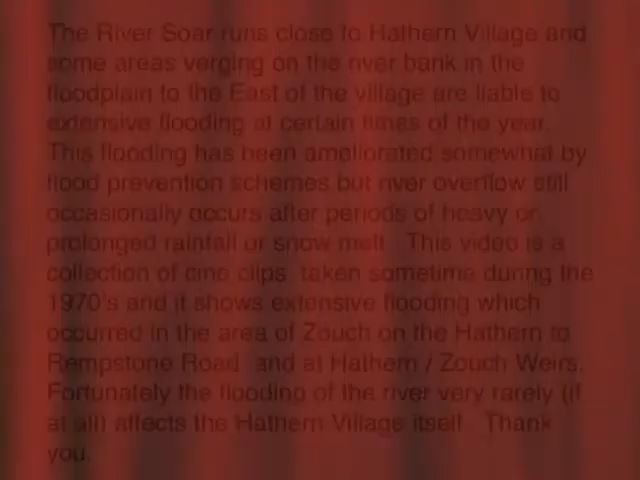 The River Soar runs close to Hathern Village and
some areas verging on the river bank in the
floodplain to the East of the village are liable to
extensive flooding at certain times of the year.
This flooding has been ameliorated somewhat by
flood prevention schemes but river overflow still
occasionally occurs after periods of heavy or
prolonged rainfall or snow melt. This video is a
collection of cine clips taken sometime during the
1970's and it shows extensive flooding which
occurred in the area of Zouch on the Hathern to
Rempstone Road and at Hathern / Zouch Weirs.
Fortunately the flooding of the river very rarely (if
at all) affects the Hathern Village itself. Thank
you.